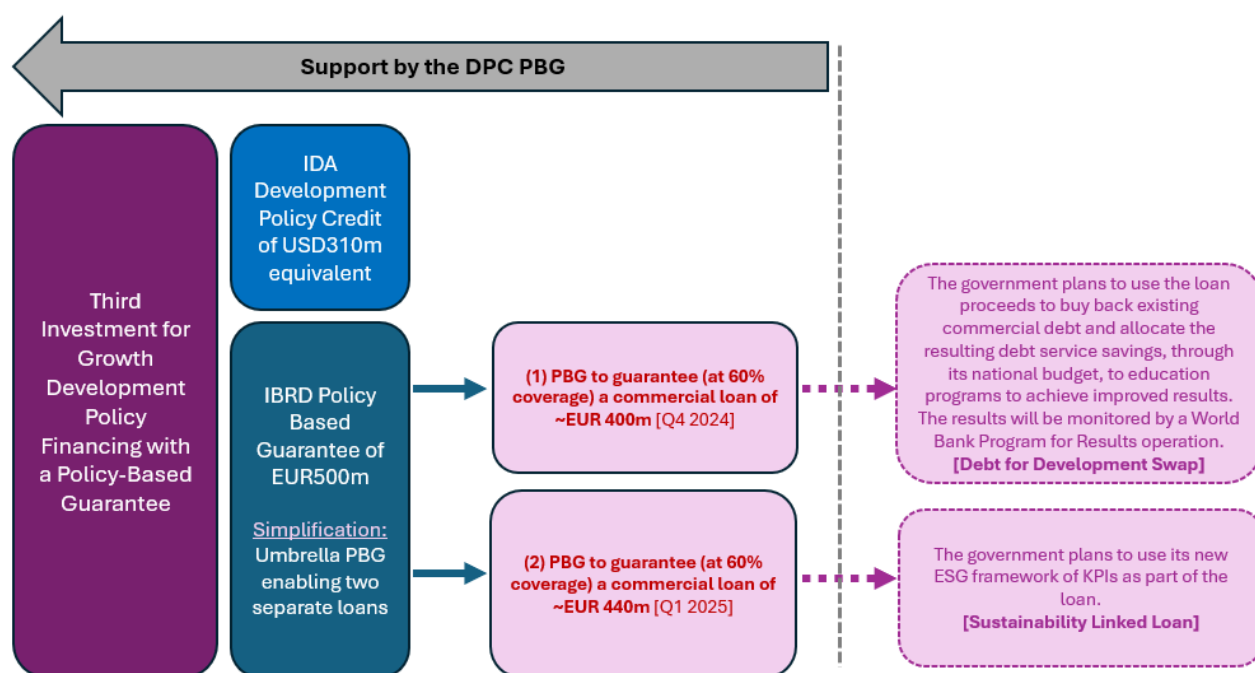 Support by the DPC PBG
Third
Investment for
Growth
Development
Policy
Financing with
a Policy-Based
Guarantee
IDA
Development
Policy Credit
of USD310m
equivalent
IBRD Policy
Based
Guarantee of
EUR500m
Simplification:
Umbrella PBG
enabling two
separate loans
(1) PBG to guarantee (at 60%
coverage) a commercial loan of
~EUR 400m [Q4 2024]
(2) PBG to guarantee (at 60%
coverage) a commercial loan of
~EUR 440m [Q1 2025]
The government plans to use the loan
proceeds to buy back existing
commercial debt and allocate the
resulting debt service savings, through
its national budget, to education
programs to achieve improved results.
The results will be monitored by a World
Bank Program for Results operation.
[Debt for Development Swap]
The government plans to use its new
ESG framework of KPIs as part of the
loan.
[Sustainability Linked Loan]